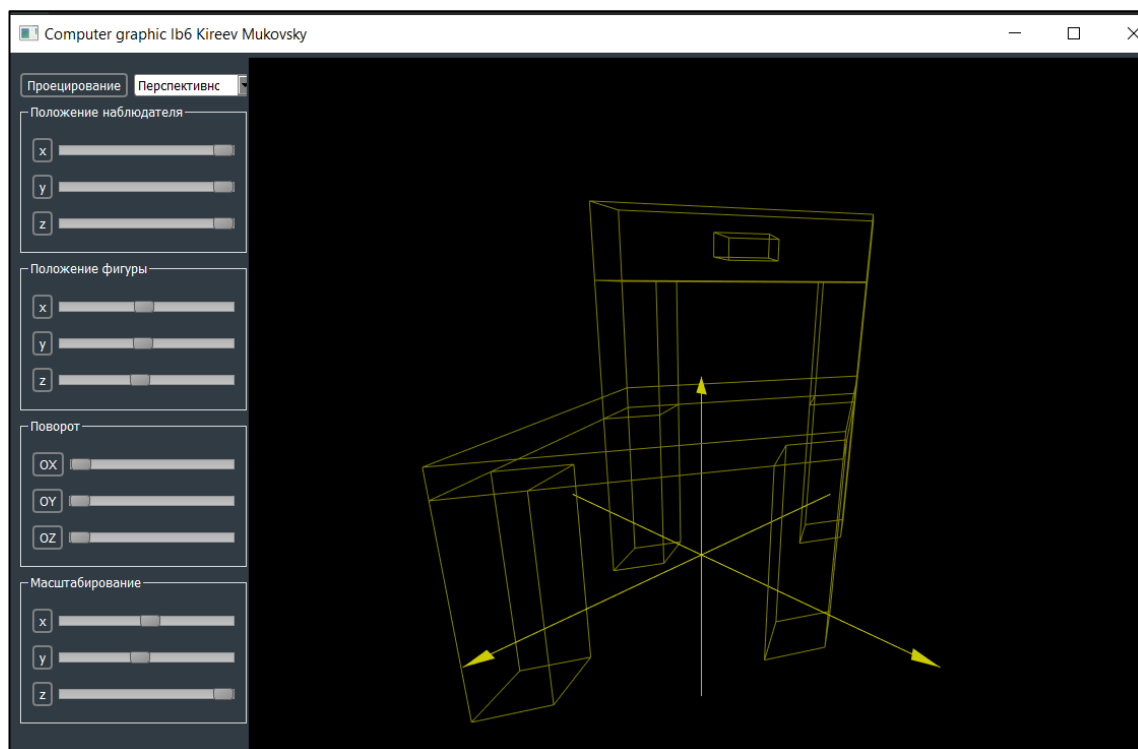 Computer graphic lb6 Kireev Mukovsky
Проецирование Перспективнс
Положение наблюдателя
x
y
z
Положение фигуры
x
y
z
Поворот
OX
OY
OZ
Масштабирование
x
y
z